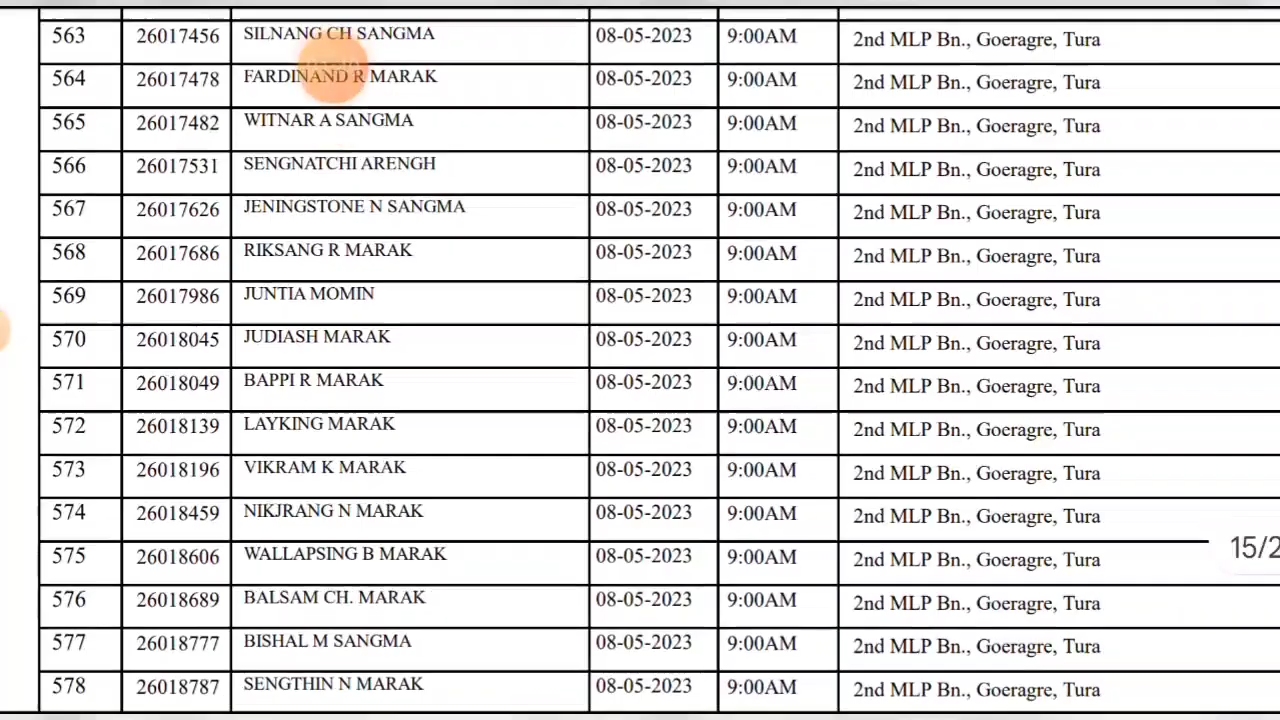 563 26017456 SILNANG CH SANGMA 08-05-2023 9:00AM 2nd MLP Bn., Goeragre, Tura
564 26017478 FARDINAND R MARAK 08-05-2023 9:00AM 2nd MLP Bn., Goeragre, Tura
565 26017482 WITNAR A SANGMA 08-05-2023 9:00AM 2nd MLP Bn., Goeragre, Tura
566 26017531 SENGNATCHI ARENGH 08-05-2023 9:00AM 2nd MLP Bn., Goeragre, Tura
567 26017626 JENINGSTONE N SANGMA 08-05-2023 9:00AM 2nd MLP Bn., Goeragre, Tura
568 26017686 RIKSANG R MARAK 08-05-2023 9:00AM 2nd MLP Bn., Goeragre, Tura
569 26017986 JUNTIA MOMIN 08-05-2023 9:00AM 2nd MLP Bn., Goeragre, Tura
570 26018045 JUDIASH MARAK 08-05-2023 9:00AM 2nd MLP Bn., Goeragre, Tura
571 26018049 BAPPI R MARAK 08-05-2023 9:00AM 2nd MLP Bn., Goeragre, Tura
572 26018139 LAYKING MARAK 08-05-2023 9:00AM 2nd MLP Bn., Goeragre, Tura
573 26018196 VIKRAM K MARAK 08-05-2023 9:00AM 2nd MLP Bn., Goeragre, Tura
574 26018459 NIKJRANG N MARAK 08-05-2023 9:00AM 2nd MLP Bn., Goeragre, Tura
575 26018606 WALLAPSING B MARAK 08-05-2023 9:00AM 2nd MLP Bn., Goeragre, Tura
15/2
576 26018689 BALSAM CH. MARAK 08-05-2023 9:00AM 2nd MLP Bn., Goeragre, Tura
577 26018777 BISHAL M SANGMA 08-05-2023 9:00AM 2nd MLP Bn., Goeragre, Tura
578 26018787 SENGTHIN N MARAK 08-05-2023 9:00AM 2nd MLP Bn., Goeragre, Tura